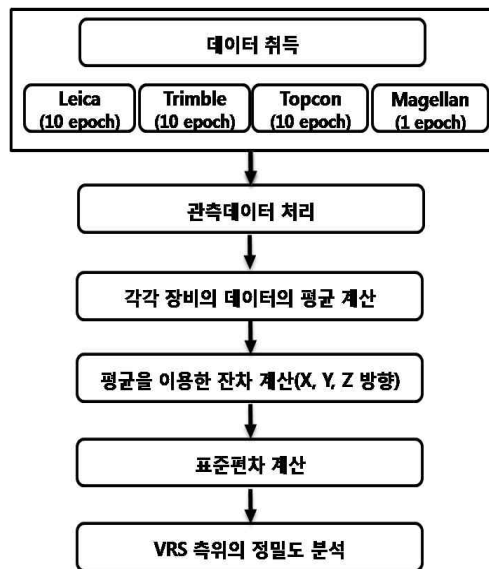 데이터 취득
Leica Trimble Topcon Magellan
(10 epoch) (10 epoch) (10 epoch) (1 epoch)
관측데이터 처리
각각 장비의 데이터의 평균 계산
평균을 이용한 잔차 계산(X, Y, Z 방향)
표준편차 계산
VRS 측위의 정밀도 분석